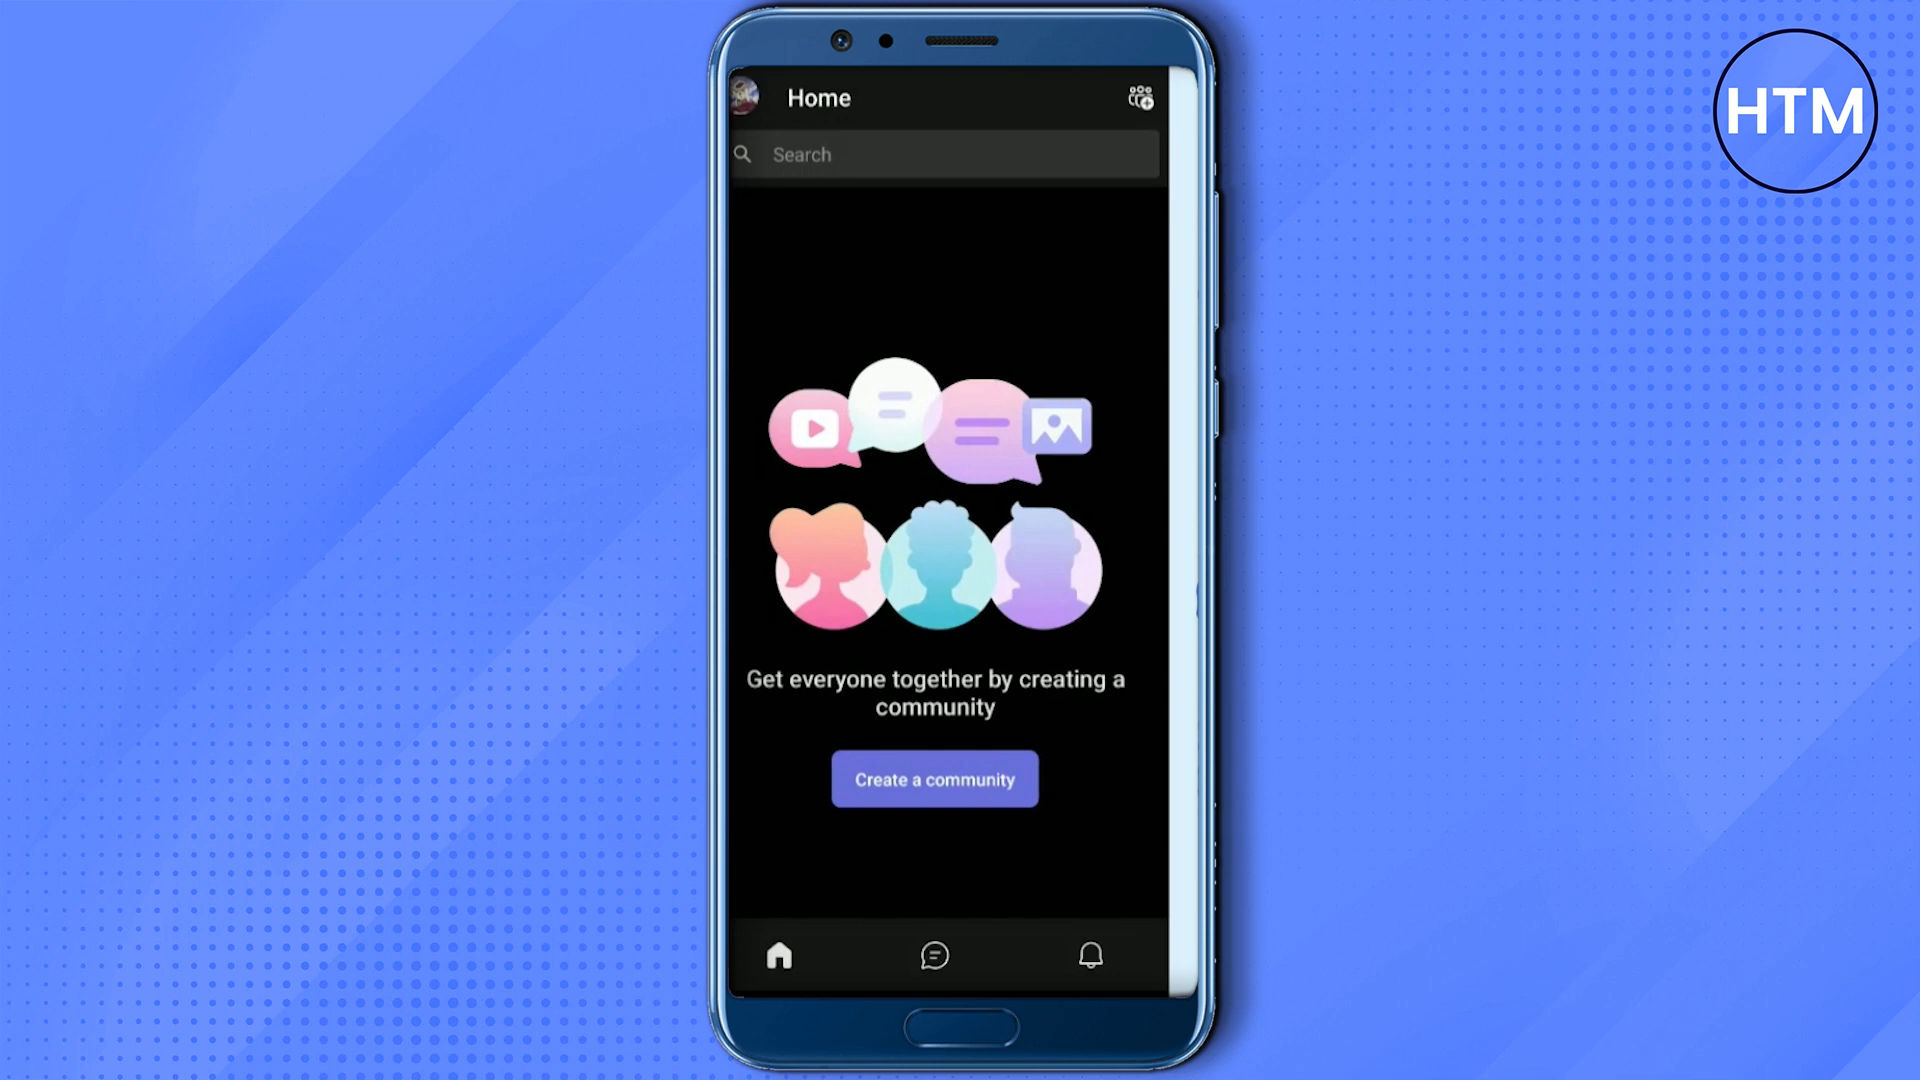 HTM
Home
Search
Get everyone together by creating a
community
Create a community